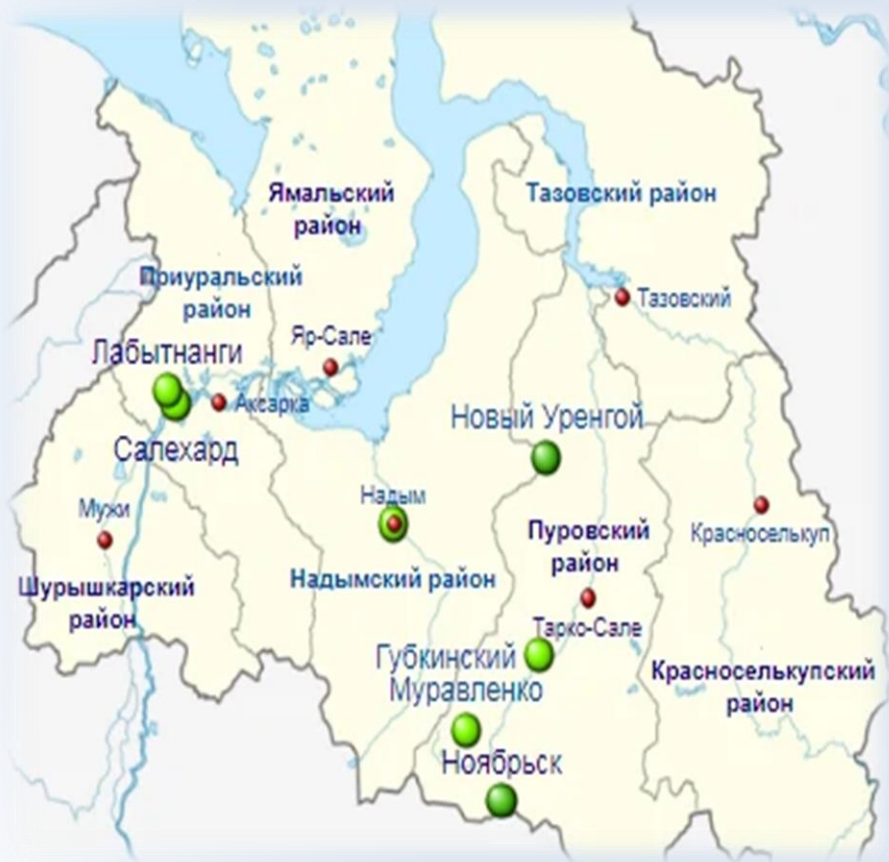 Ямальский
район
Тазовский район
Приуральский
район
Тазовский
Яр-Сале
Лабытнанги
Аксарка
Новый Уренгой
Салехард
Надым
Мужи
Красноселькуп
Пуровский
район
Надымский район
Шурышкарский
район
Тарко-Сале
Губкинский
Муравленко
Красноселькупский
район
Ноябрьск